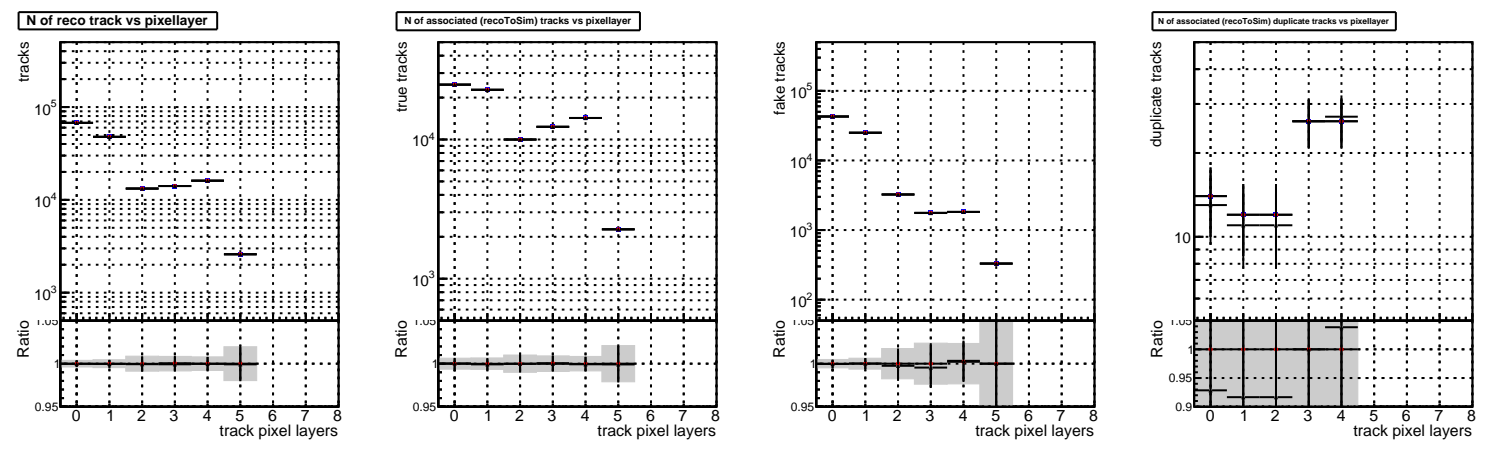 N of reco track vs pixellayer
tracks
10^5
10^4
10^3
Ratio
1.05
1
0.95
0 1 2 3 4 5 6 7 8
track pixel layers
N of associated (recoToSim) tracks vs pixellayer
true tracks
10^4
10^3
Ratio
1.05
1
0.95
0 1 2 3 4 5 6 7 8
track pixel layers
fake tracks
10^5
10^4
10^3
10^2
Ratio
1.05
1
0.95
0 1 2 3 4 5 6 7 8
track pixel layers
N of associated (recoToSim) duplicate tracks vs pixellayer
duplicate tracks
10
Ratio
1.05
1
0.95
0.9
0 1 2 3 4 5 6 7 8
track pixel layers